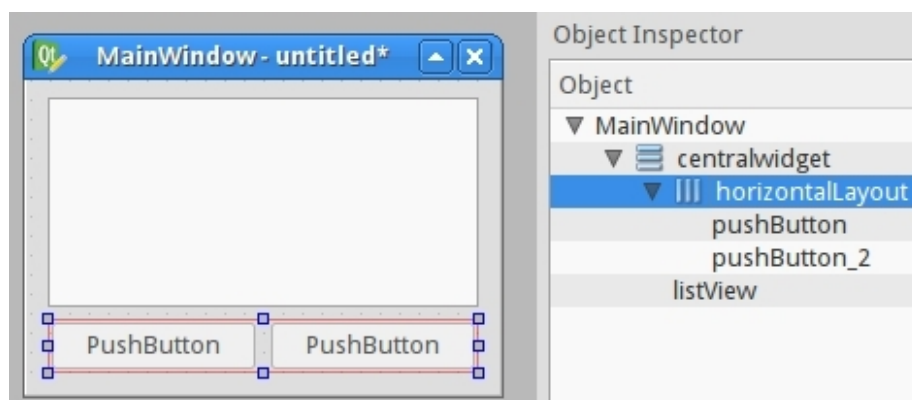 MainWindow - untitled*
PushButton
PushButton
Object Inspector
Object
MainWindow
centralwidget
horizontalLayout
pushButton
pushButton_2
listView